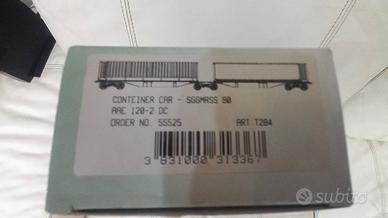 CONTEINER CAR - SGGMRSS 90
AAE 120-2 DC
ORDER NO. 55525 ART T284
3 831000 313367
subito